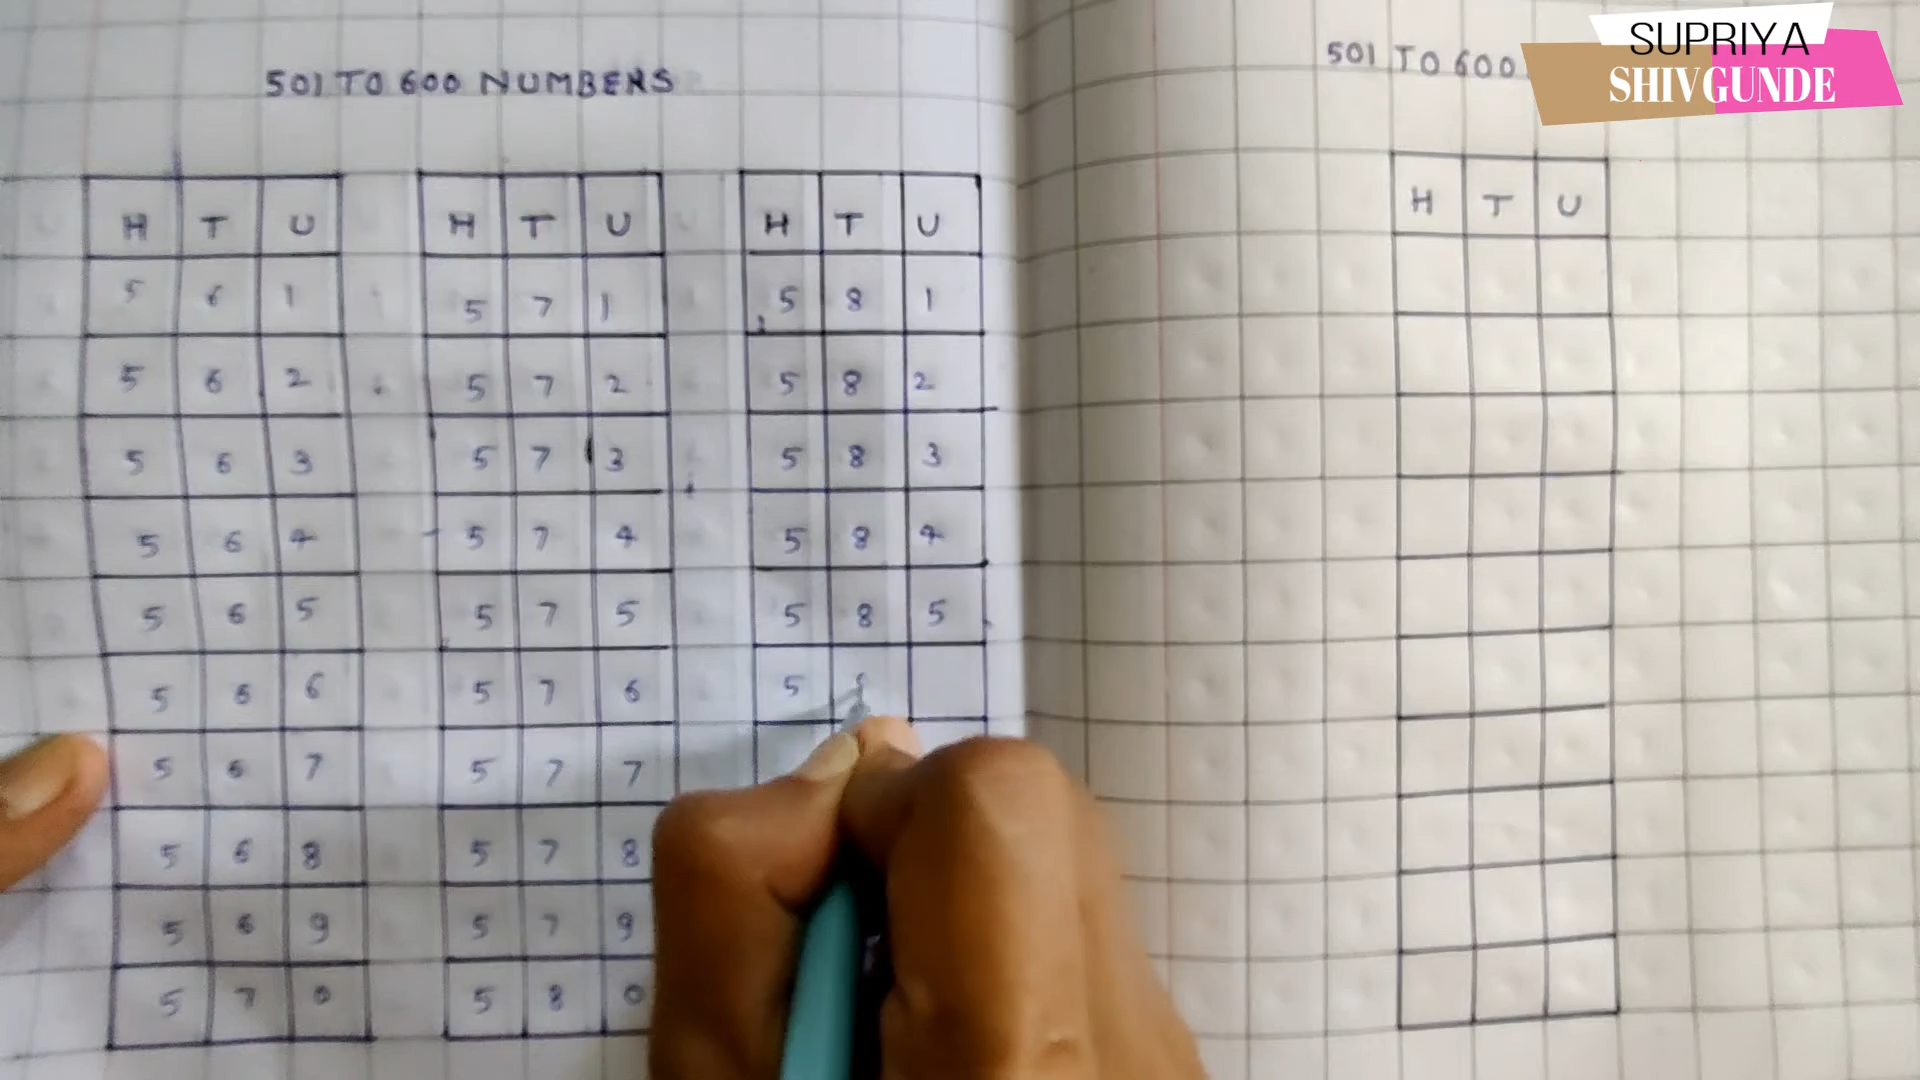 501 TO 600 NUMBERS
H T U
5 6 1
5 6 2
5 6 3
5 6 4
5 6 5
5 6 6
5 6 7
5 6 8
5 6 9
5 7 0
H T U
5 7 1
5 7 2
5 7 3
5 7 4
5 7 5
5 7 6
5 7 7
5 7 8
5 7 9
5 8 0
H T U
5 8 1
5 8 2
5 8 3
5 8 4
5 8 5
5
501 TO 600
H T U
SUPRIYA
SHIVGUNDE